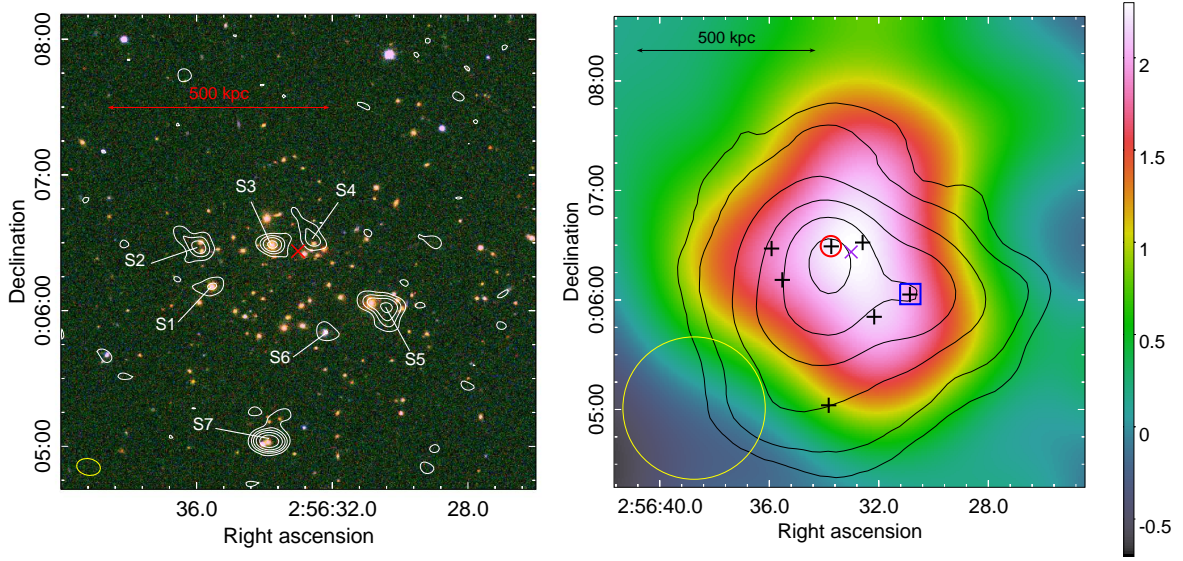 08:00
07:00
0:06:00
05:00
Declination
500 kpc
S3
S4
S2
S1
S6
S5
S7
36.0
2:56:32.0
28.0
Right ascension
500 kpc
08:00
07:00
0:06:00
05:00
Declination
2:56:40.0
36.0
32.0
28.0
Right ascension
2
1.5
1
0.5
0
-0.5